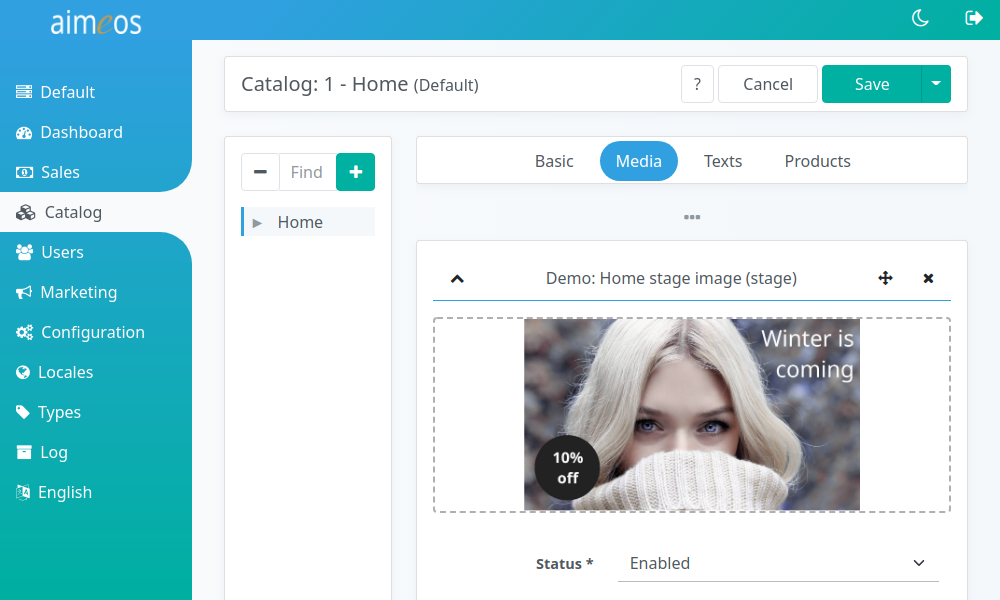 aimeos
Default
Dashboard
Sales
Catalog
Users
Marketing
Configuration
Locales
Types
Log
English
Catalog: 1 - Home (Default)
?
Cancel
Save
Find
Home
Basic
Media
Texts
Products
Demo: Home stage image (stage)
Winter is
coming
10%
off
Status *
Enabled